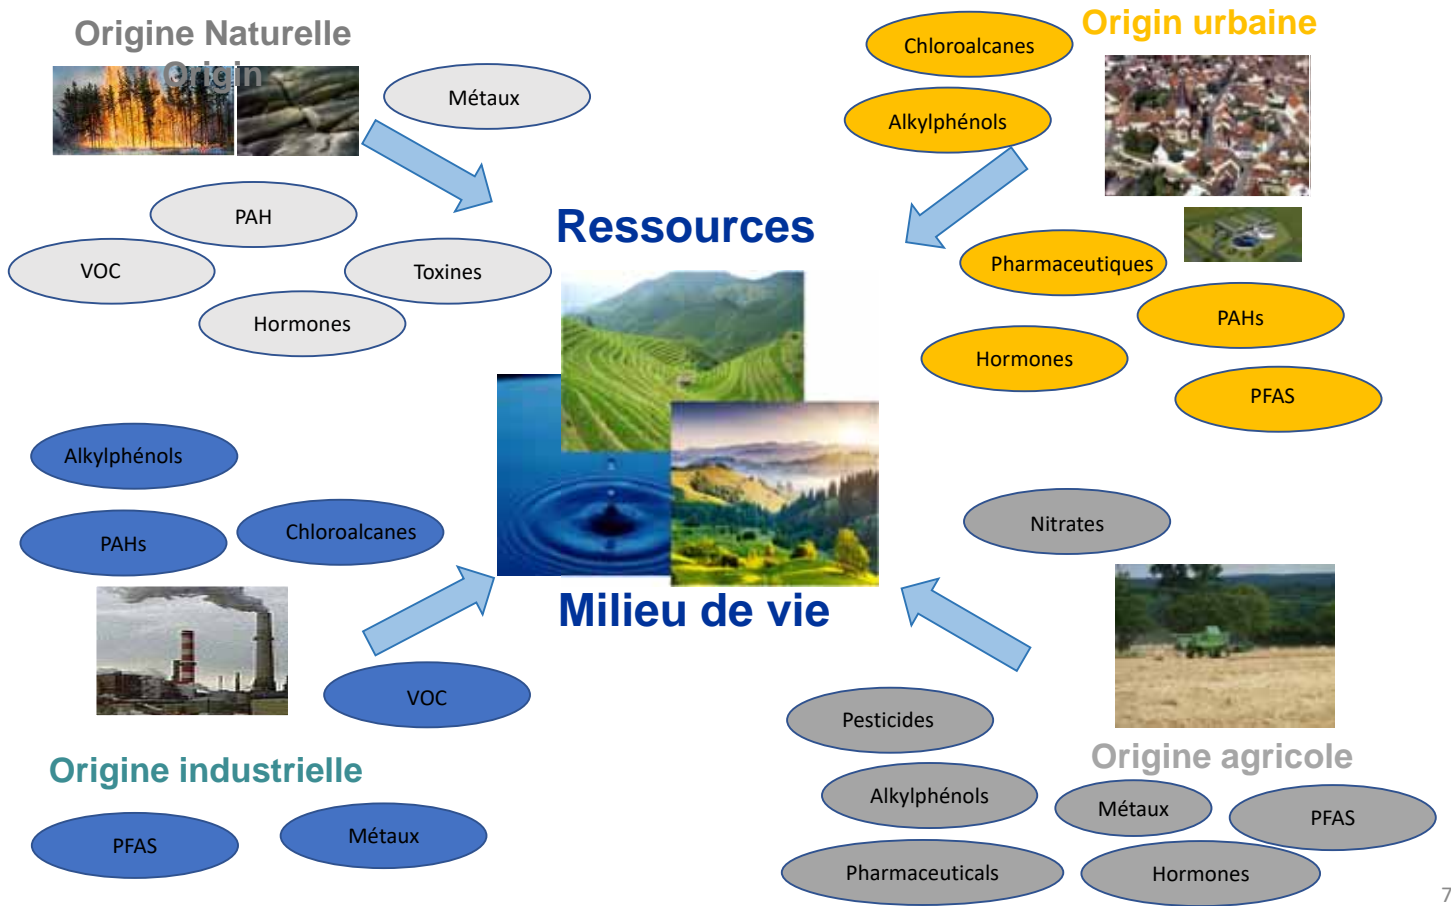 Origine Naturelle
Origin
Métaux
PAH
VOC
Toxines
Hormones
Origin urbaine
Chloroalcanes
Alkylphénols
Pharmaceutiques
PAHs
Hormones
PFAS
Ressources
Milieu de vie
Alkylphénols
PAHs
Chloroalcanes
VOC
Origine industrielle
PFAS
Métaux
Nitrates
Pesticides
Origine agricole
Alkylphénols
Métaux
PFAS
Pharmaceuticals
Hormones
7